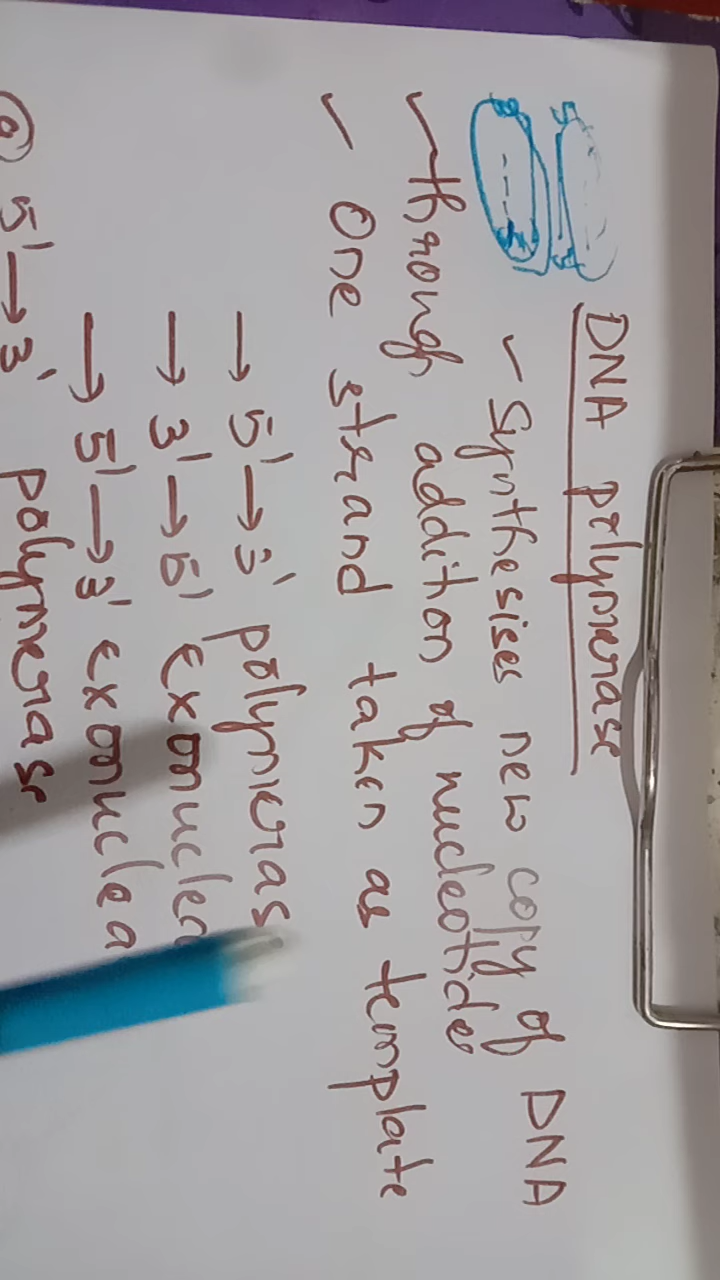 DNA polymerase
✓ Synthesises new copy of DNA
✓ through addition of nucleotide
✓ One strand taken as template
→ 5' → 3' polymeras
→ 3' → 5' Exonuclea
→ 5' → 3' Exonuclea
ⓐ 5' → 3' polymerase